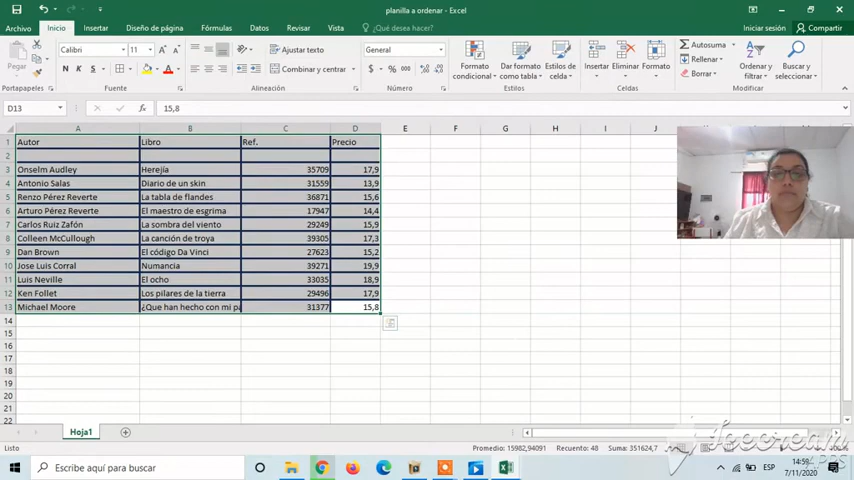 planilla a ordenar - Excel
Archivo Inicio Insertar Diseño de página Fórmulas Datos Revisar Vista ¿Qué desea hacer? Iniciar sesión Compartir
Pegar
Calibri 11
N K S
Ajustar texto
Combinar y centrar
General
$ % 000
Formato condicional
Dar formato como tabla
Estilos de celda
Insertar Eliminar Formato
Autosuma
Rellenar
Borrar
Ordenar y filtrar
Buscar y seleccionar
Portapapeles Fuente Alineación Número Estilos Celdas Modificar
D13 fx 15,8
A B C D E F G H I J
1 Autor Libro Ref. Precio
2
3 Onselm Audley Herejía 35709 17,9
4 Antonio Salas Diario de un skin 31559 13,9
5 Renzo Pérez Reverte La tabla de flandes 36871 15,6
6 Arturo Pérez Reverte El maestro de esgrima 17947 14,4
7 Carlos Ruiz Zafón La sombra del viento 29249 15,9
8 Colleen McCullough La canción de troya 39305 17,3
9 Dan Brown El código Da Vinci 27623 15,2
10 Jose Luis Corral Numancia 39271 19,9
11 Luis Neville El ocho 33035 18,9
12 Ken Follet Los pilares de la tierra 29496 17,9
13 Michael Moore ¿Que han hecho con mi pa 31377 15,8
14
15
16
17
18
19
20
21
22
Hoja1
Listo Promedio: 15982,94091 Recuento: 48 Suma: 351624,7
Icecream
APPS
Escribe aquí para buscar
ESP
14:59
7/11/2020